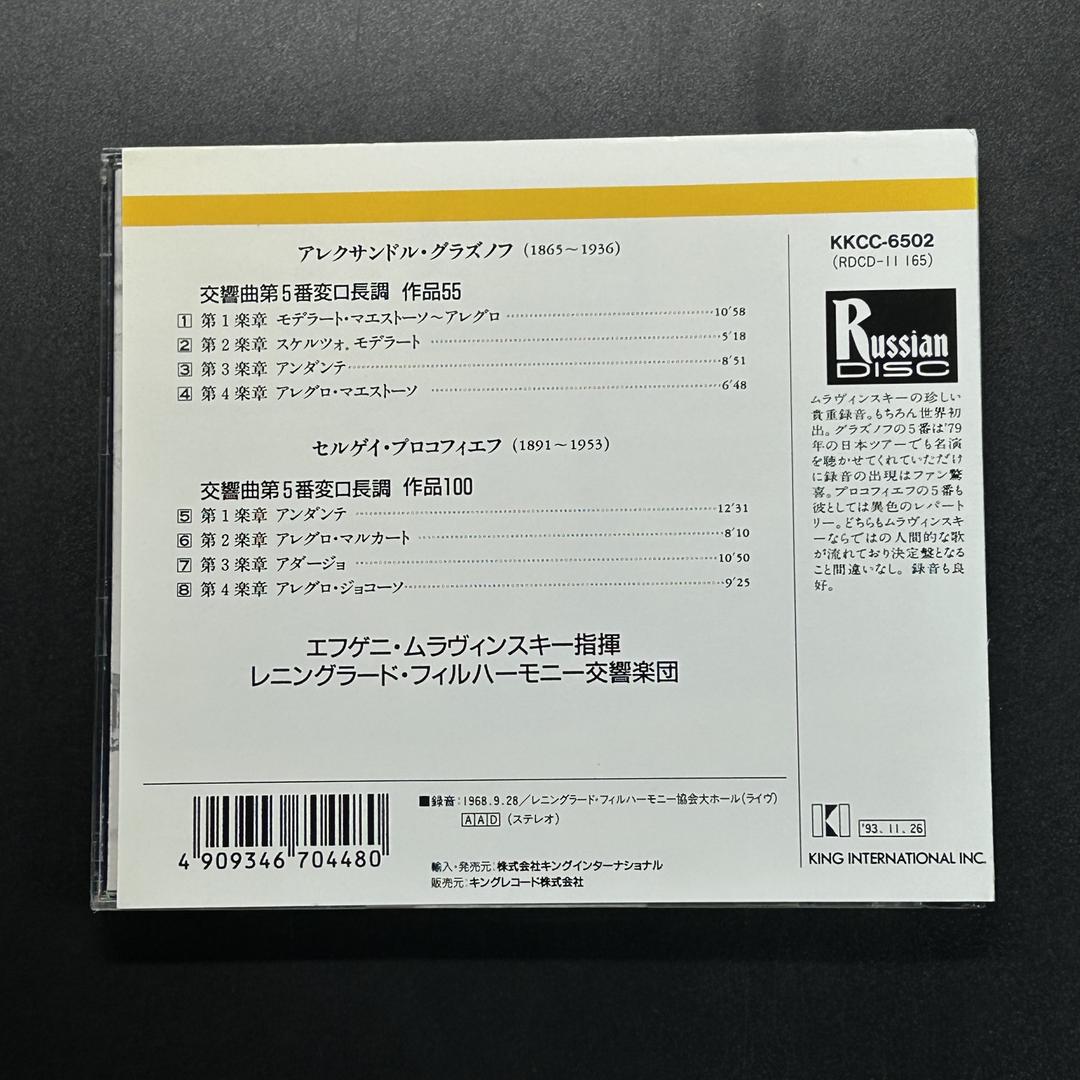 アレクサンドル・グラズノフ (1865〜1936)
交響曲第5番変ロ長調 作品55
1 第1楽章 モデラート・マエストーソ〜アレグロ 10'58
2 第2楽章 スケルツォ。モデラート 5'18
3 第3楽章 アンダンテ 8'51
4 第4楽章 アレグロ・マエストーソ 6'48
セルゲイ・プロコフィエフ (1891〜1953)
交響曲第5番変ロ長調 作品100
5 第1楽章 アンダンテ 12'31
6 第2楽章 アレグロ・マルカート 8'10
7 第3楽章 アダージョ 10'50
8 第4楽章 アレグロ・ジョコーソ 9'25
エフゲニ・ムラヴィンスキー指揮
レニングラード・フィルハーモニー交響楽団
4 909346 704480
■録音:1968.9.28/レニングラード・フィルハーモニー協会大ホール(ライヴ)
AAD (ステレオ)
輸入・発売元:株式会社キングインターナショナル
販売元:キングレコード株式会社
KKCC-6502
(RDCD-11 165)
Russian
DISC
ムラヴィンスキーの珍しい
貴重録音。もちろん世界初
出。グラズノフの5番は'79
年の日本ツアーでも名演
を聴かせてくれていただけ
に録音の出現はファン驚
喜。プロコフィエフの5番も
彼としては異色のレパート
リー。どちらもムラヴィンスキ
ーならではの人間的な歌
が流れており決定盤となる
こと間違いなし。録音も良
好。
KI '93.11.26
KING INTERNATIONAL INC.